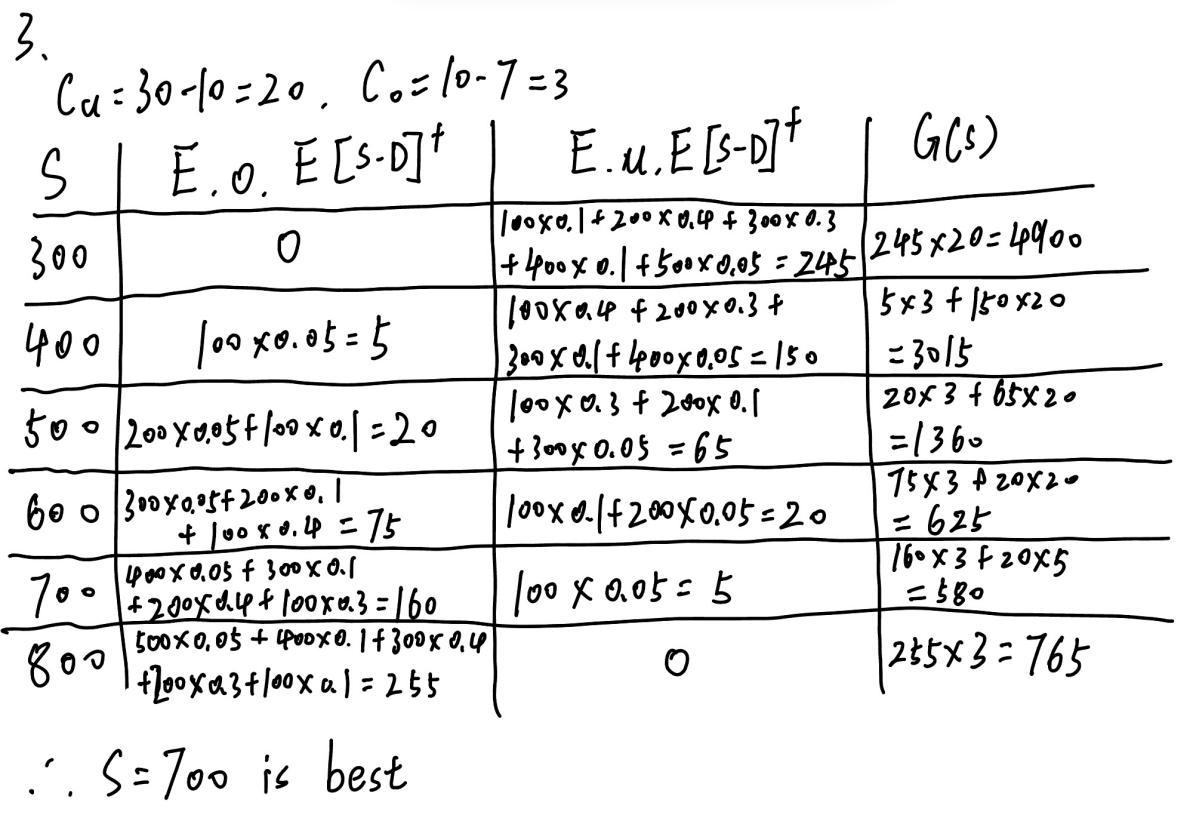 3.
Cu = 30-10 = 20, Co = 10-7 = 3
S E.o. E[S-D]⁺ E.u. E[S-D]⁺ G(s)
300 0 100×0.1 + 200×0.4 + 300×0.3
+ 400×0.1 + 500×0.05 = 245 245×20 = 4900
400 100×0.05 = 5 100×0.4 + 200×0.3 +
300×0.1 + 400×0.05 = 150 5×3 + 150×20
= 3015
500 200×0.05 + 100×0.1 = 20 100×0.3 + 200×0.1
+ 300×0.05 = 65 20×3 + 65×20
= 1360
600 300×0.05 + 200×0.1
+ 100×0.4 = 75 100×0.1 + 200×0.05 = 20 75×3 + 20×20
= 625
700 400×0.05 + 300×0.1
+ 200×0.4 + 100×0.3 = 160 100×0.05 = 5 160×3 + 20×5
= 580
800 500×0.05 + 400×0.1 + 300×0.4
+ 200×0.3 + 100×0.1 = 255 0 255×3 = 765
∴ S = 700 is best